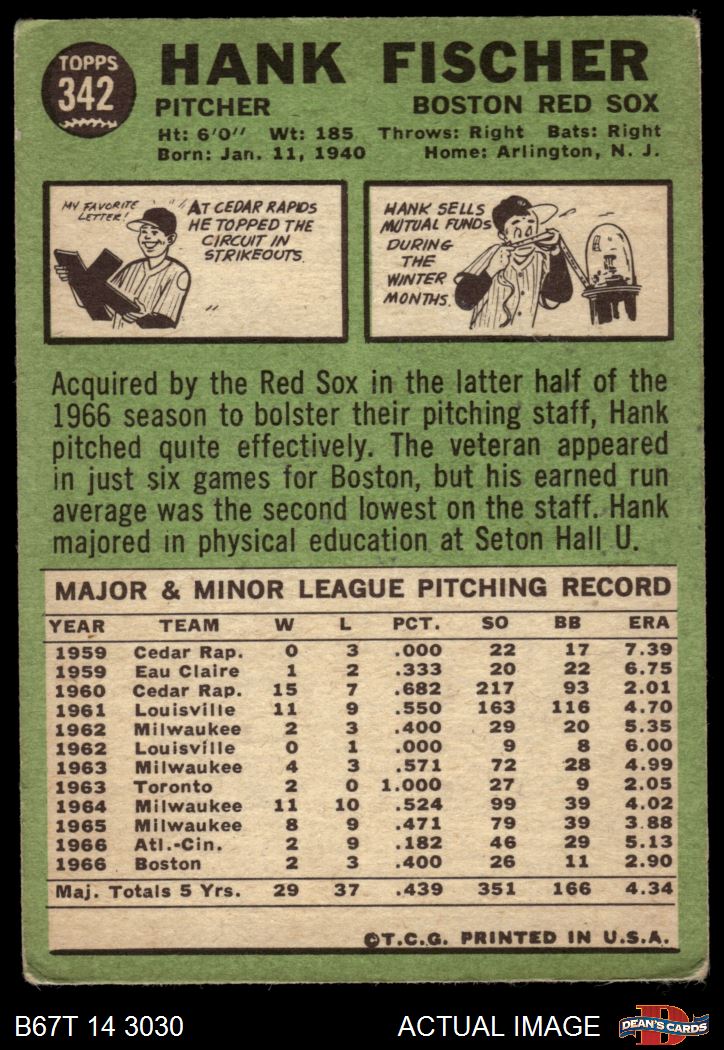 TOPPS
342
HANK FISCHER
PITCHER BOSTON RED SOX
Ht: 6'0" Wt: 185 Throws: Right Bats: Right
Born: Jan. 11, 1940 Home: Arlington, N. J.
MY FAVORITE
LETTER!
AT CEDAR RAPIDS
HE TOPPED THE
CIRCUIT IN
STRIKEOUTS.
HANK SELLS
MUTUAL FUNDS
DURING
THE
WINTER
MONTHS.
Acquired by the Red Sox in the latter half of the
1966 season to bolster their pitching staff, Hank
pitched quite effectively. The veteran appeared
in just six games for Boston, but his earned run
average was the second lowest on the staff. Hank
majored in physical education at Seton Hall U.
MAJOR & MINOR LEAGUE PITCHING RECORD
YEAR TEAM W L PCT. SO BB ERA
1959 Cedar Rap. 0 3 .000 22 17 7.39
1959 Eau Claire 1 2 .333 20 22 6.75
1960 Cedar Rap. 15 7 .682 217 93 2.01
1961 Louisville 11 9 .550 163 116 4.70
1962 Milwaukee 2 3 .400 29 20 5.35
1962 Louisville 0 1 .000 9 8 6.00
1963 Milwaukee 4 3 .571 72 28 4.99
1963 Toronto 2 0 1.000 27 9 2.05
1964 Milwaukee 11 10 .524 99 39 4.02
1965 Milwaukee 8 9 .471 79 39 3.88
1966 Atl.-Cin. 2 9 .182 46 29 5.13
1966 Boston 2 3 .400 26 11 2.90
Maj. Totals 5 Yrs. 29 37 .439 351 166 4.34
©T.C.G. PRINTED IN U.S.A.
B67T 14 3030 ACTUAL IMAGE
D
DEAN'S CARDS